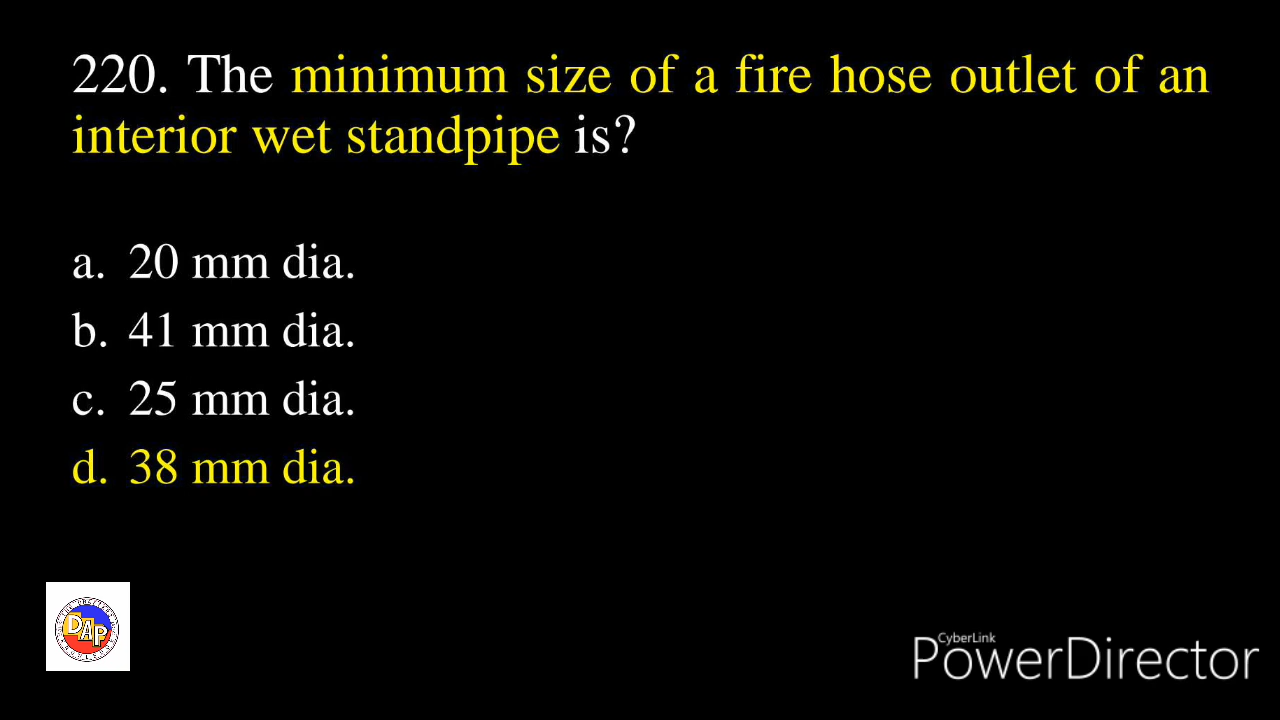 220. The minimum size of a fire hose outlet of an
interior wet standpipe is?
a. 20 mm dia.
b. 41 mm dia.
c. 25 mm dia.
d. 38 mm dia.
DAP
CyberLink
PowerDirector